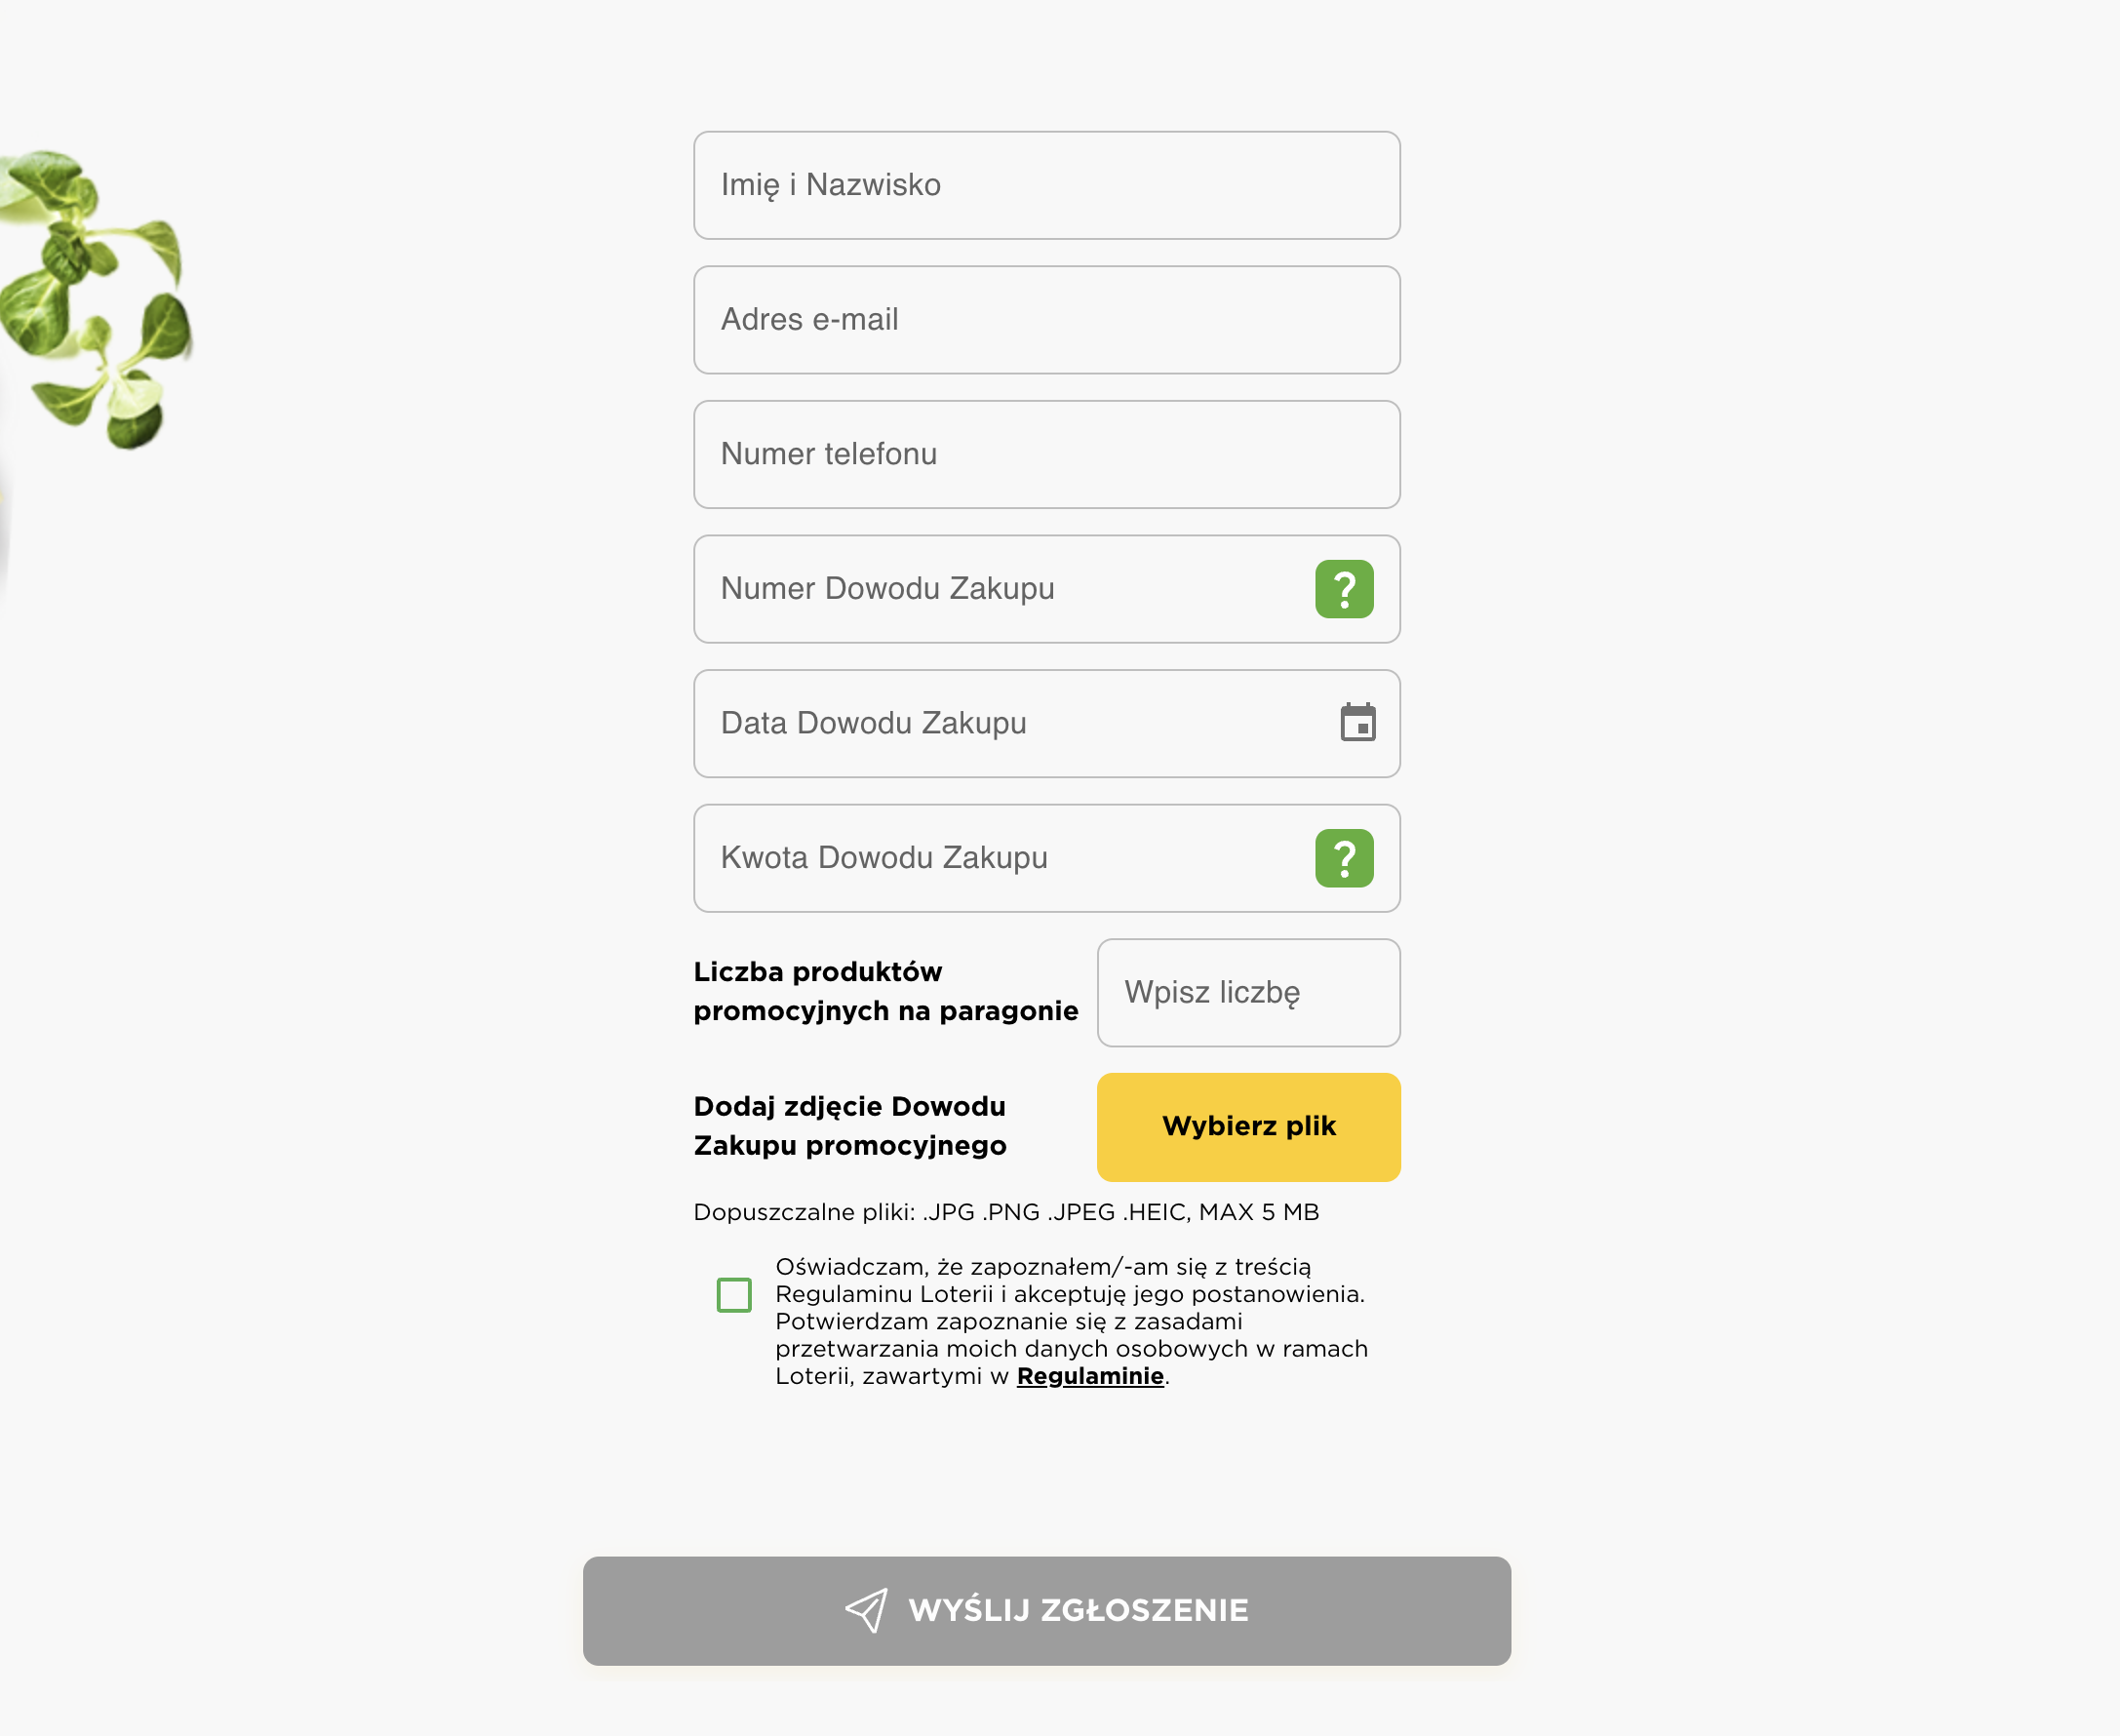 Imię i Nazwisko
Adres e-mail
Numer telefonu
Numer Dowodu Zakupu ?
Data Dowodu Zakupu
Kwota Dowodu Zakupu ?
Liczba produktów
promocyjnych na paragonie
Wpisz liczbę
Dodaj zdjęcie Dowodu
Zakupu promocyjnego
Wybierz plik
Dopuszczalne pliki: .JPG .PNG .JPEG .HEIC, MAX 5 MB
Oświadczam, że zapoznałem/-am się z treścią
Regulaminu Loterii i akceptuję jego postanowienia.
Potwierdzam zapoznanie się z zasadami
przetwarzania moich danych osobowych w ramach
Loterii, zawartymi w Regulaminie.
WYŚLIJ ZGŁOSZENIE